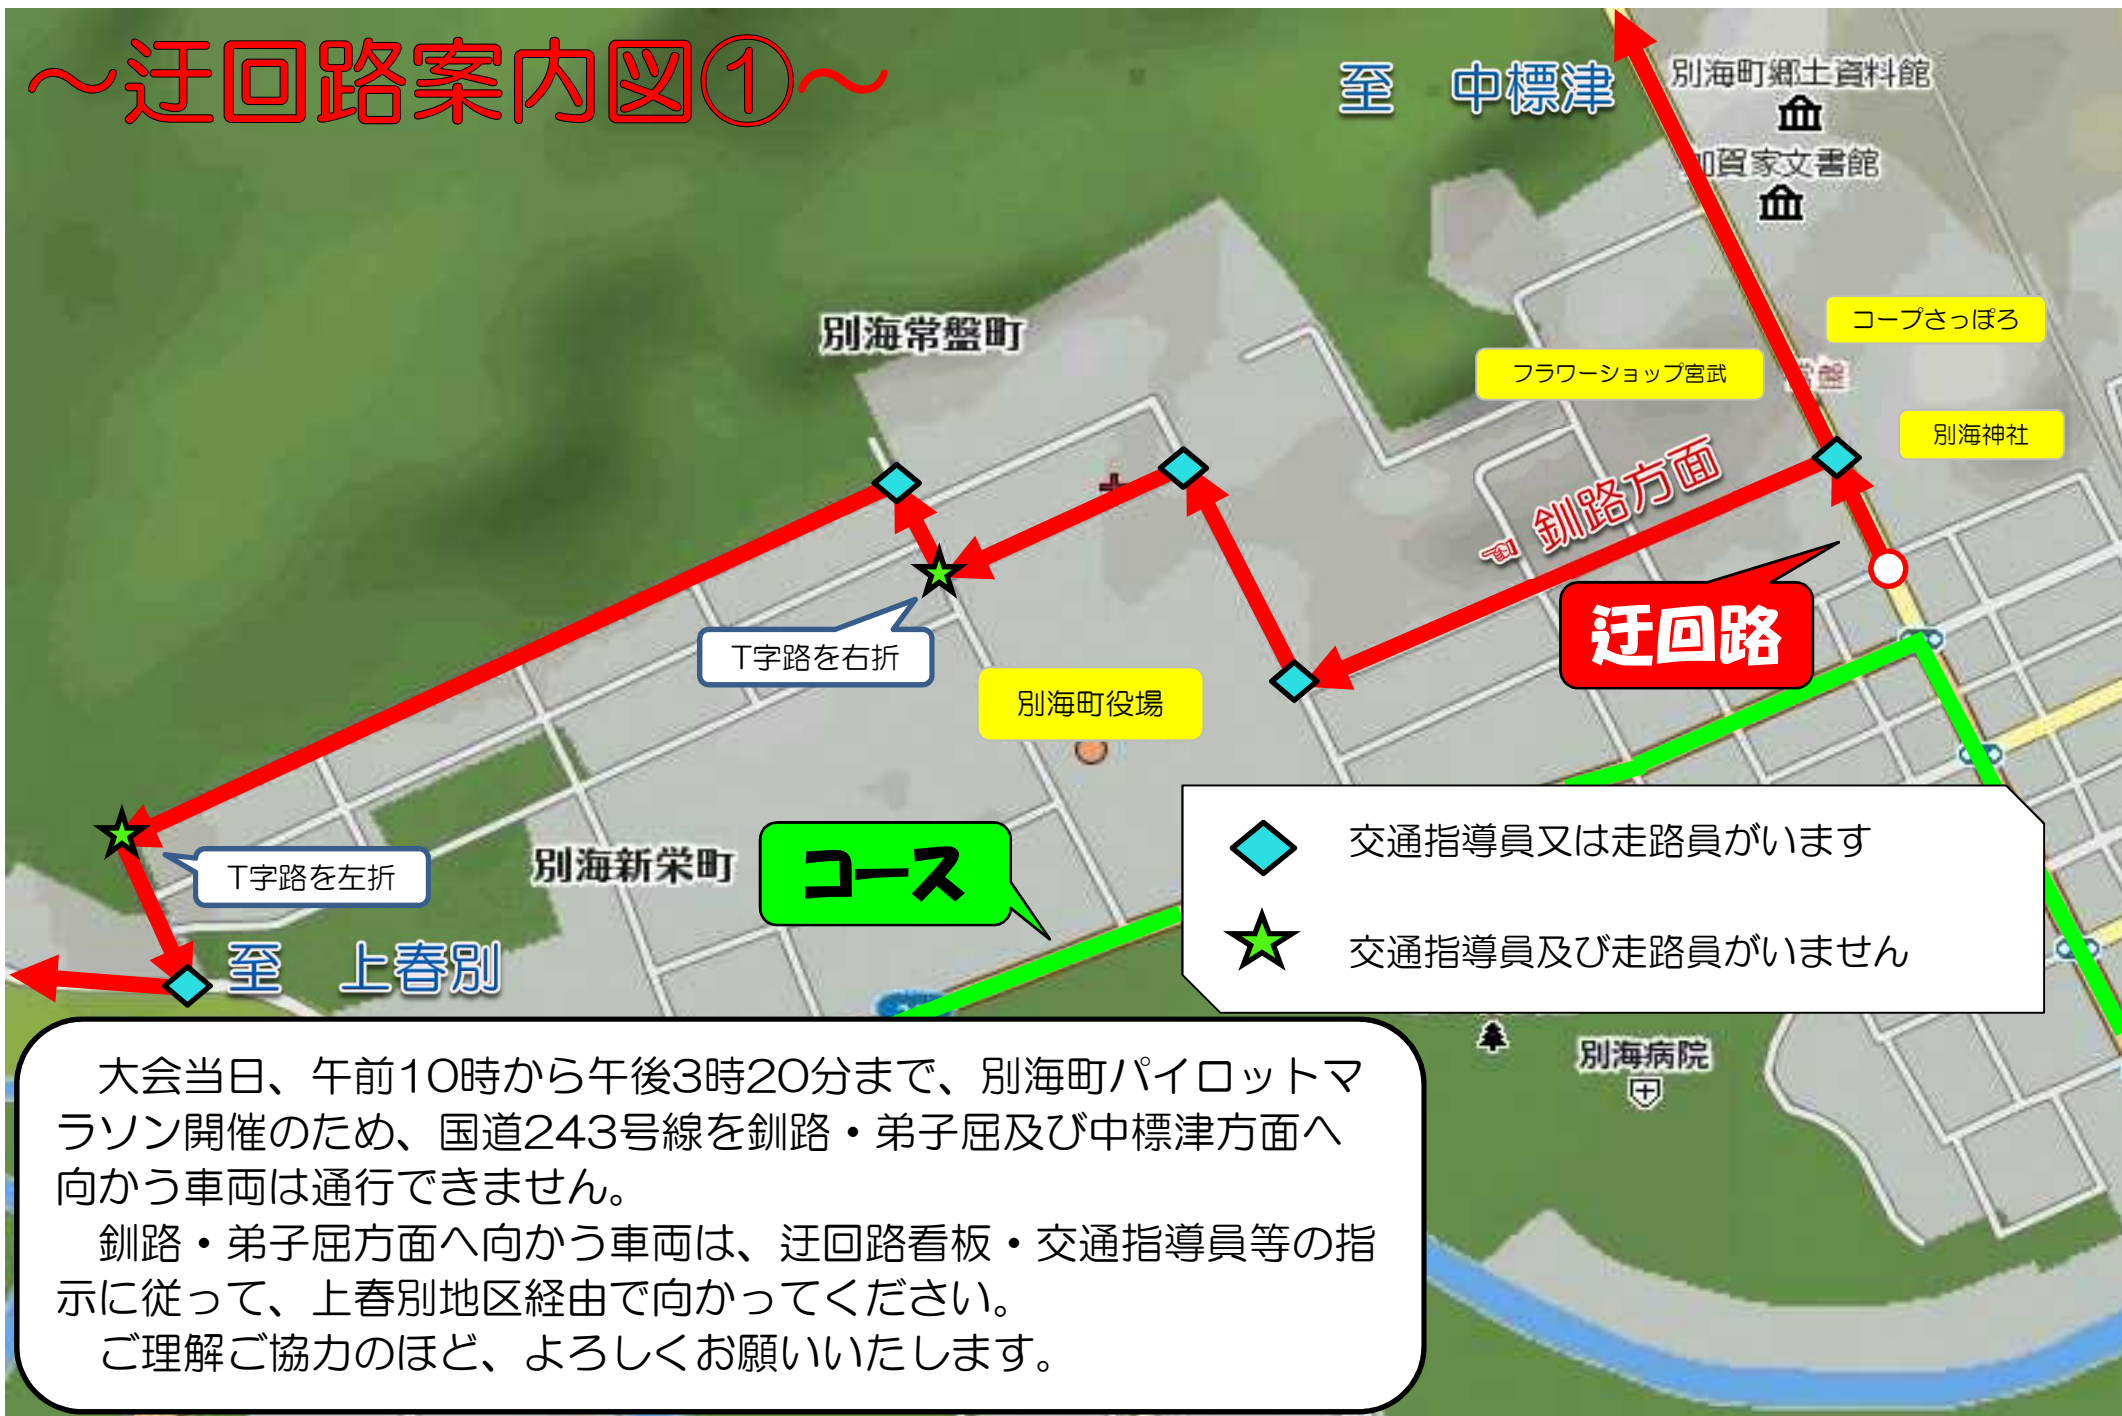 ～迂回路案内図①～
至　中標津
別海町郷土資料館
加賀家文書館
コープさっぽろ
別海常盤町
フラワーショップ宮武
別海神社
☜ 釧路方面
迂回路
T字路を右折
別海町役場
T字路を左折
別海新栄町
コース
交通指導員又は走路員がいます
交通指導員及び走路員がいません
至　上春別
別海病院
大会当日、午前10時から午後3時20分まで、別海町パイロットマ
ラソン開催のため、国道243号線を釧路・弟子屈及び中標津方面へ
向かう車両は通行できません。
釧路・弟子屈方面へ向かう車両は、迂回路看板・交通指導員等の指
示に従って、上春別地区経由で向かってください。
ご理解ご協力のほど、よろしくお願いいたします。